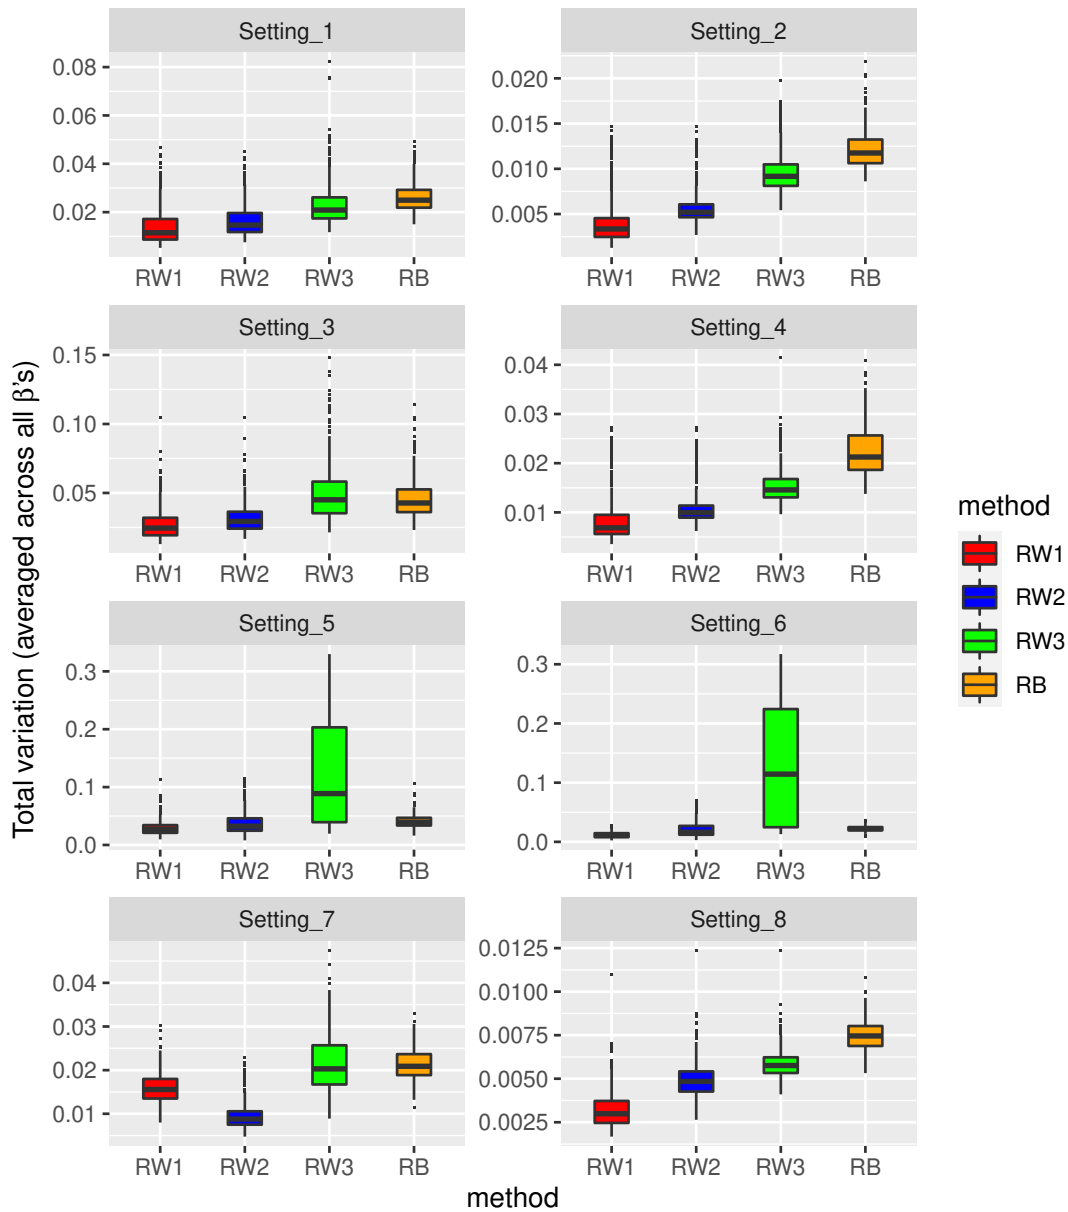 Setting_1
Setting_2
0.08
0.06
0.04
0.02
0.020
0.015
0.010
0.005
RW1 RW2 RW3 RB
RW1 RW2 RW3 RB
Setting_3
Setting_4
0.15
0.10
0.05
0.04
0.03
0.02
0.01
RW1 RW2 RW3 RB
RW1 RW2 RW3 RB
Setting_5
Setting_6
0.3
0.2
0.1
0.0
0.3
0.2
0.1
0.0
RW1 RW2 RW3 RB
RW1 RW2 RW3 RB
Setting_7
Setting_8
0.04
0.03
0.02
0.01
0.0125
0.0100
0.0075
0.0050
0.0025
RW1 RW2 RW3 RB
RW1 RW2 RW3 RB
method
Total variation (averaged across all β's)
method
RW1
RW2
RW3
RB